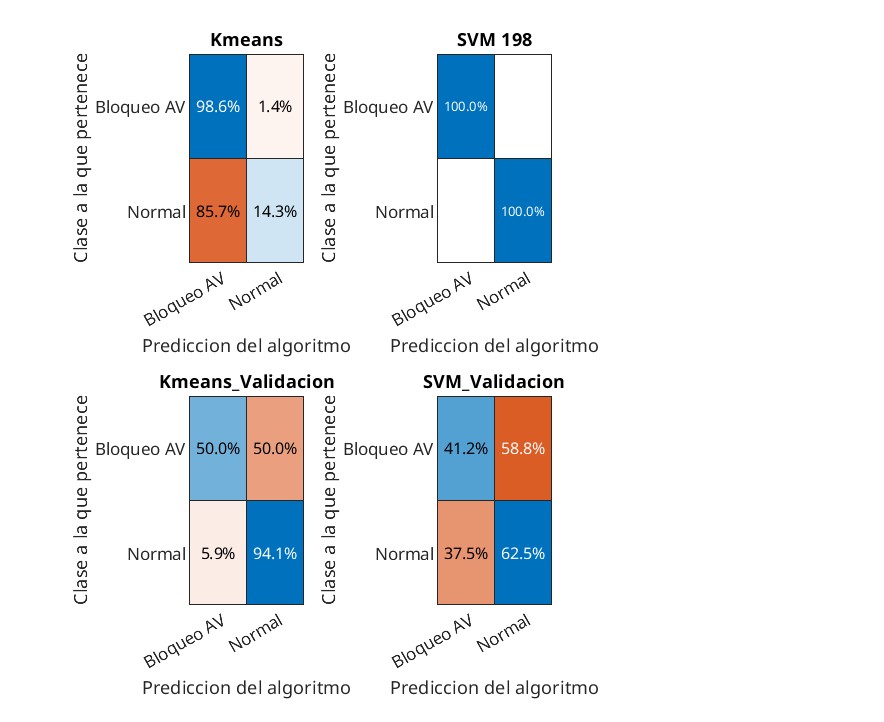 Kmeans
Clase a la que pertenece
Bloqueo AV
98.6%
1.4%
Normal
85.7%
14.3%
Bloqueo AV
Normal
Prediccion del algoritmo
SVM 198
Clase a la que pertenece
Bloqueo AV
100.0%
Normal
100.0%
Bloqueo AV
Normal
Prediccion del algoritmo
Kmeans_Validacion
Clase a la que pertenece
Bloqueo AV
50.0%
50.0%
Normal
5.9%
94.1%
Bloqueo AV
Normal
Prediccion del algoritmo
SVM_Validacion
Clase a la que pertenece
Bloqueo AV
41.2%
58.8%
Normal
37.5%
62.5%
Bloqueo AV
Normal
Prediccion del algoritmo